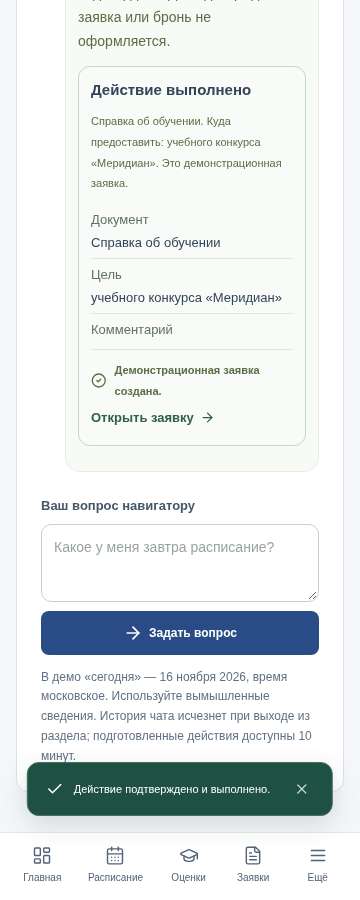 заявка или бронь не
оформляется.
Действие выполнено
Справка об обучении. Куда
предоставить: учебного конкурса
«Меридиан». Это демонстрационная
заявка.
Документ
Справка об обучении
Цель
учебного конкурса «Меридиан»
Комментарий
Демонстрационная заявка
создана.
Открыть заявку
Ваш вопрос навигатору
Какое у меня завтра расписание?
Задать вопрос
В демо «сегодня» — 16 ноября 2026, время
московское. Используйте вымышленные
сведения. История чата исчезнет при выходе из
раздела; подготовленные действия доступны 10
минут.
Действие подтверждено и выполнено.
Главная
Расписание
Оценки
Заявки
Ещё